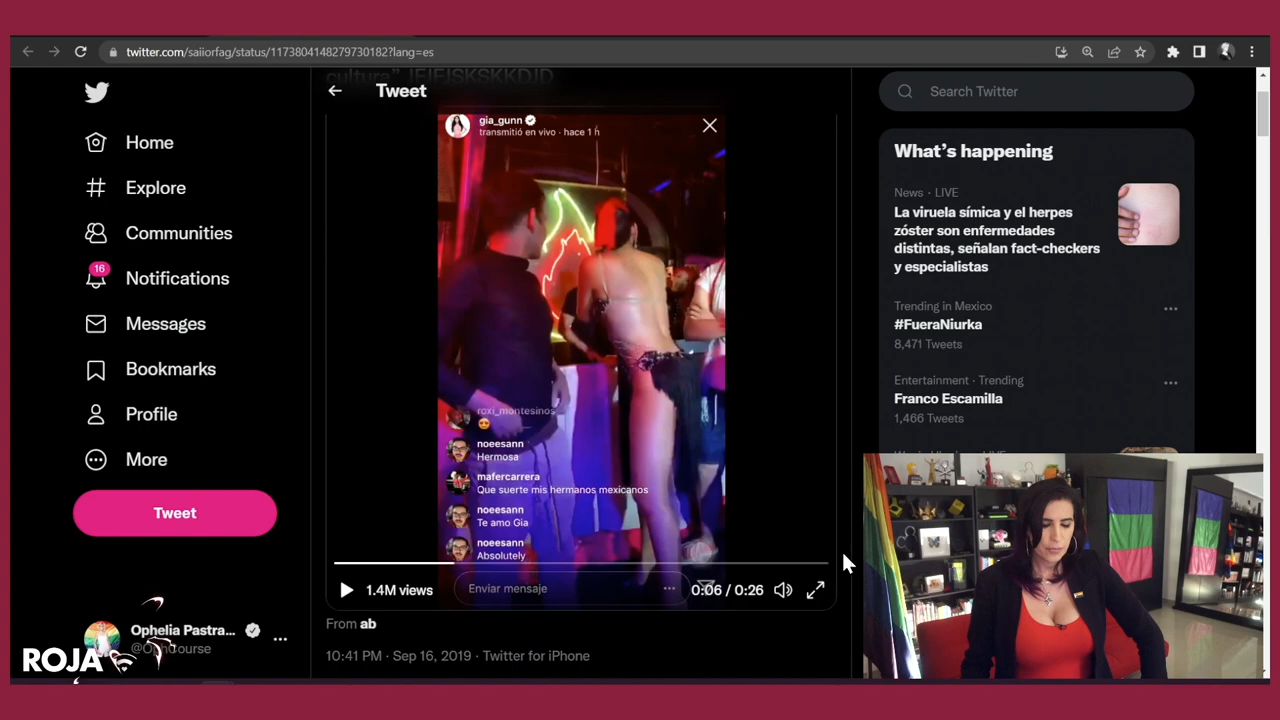 twitter.com/saiiorfag/status/1173804148279730182?lang=es
cultura” JFJFJSKSKKDJD
Tweet
Home
Explore
Communities
16
Notifications
Messages
Bookmarks
Profile
More
Tweet
Ophelia Pastra...
ROJA
gia_gunn
transmitió en vivo · hace 1 h
roxi_montesinos
noeesann
Hermosa
mafercarrera
Que suerte mis hermanos mexicanos
noeesann
Te amo Gia
noeesann
Absolutely
1.4M views
Enviar mensaje
0:06 / 0:26
From ab
10:41 PM · Sep 16, 2019 · Twitter for iPhone
Search Twitter
What’s happening
News · LIVE
La viruela símica y el herpes
zóster son enfermedades
distintas, señalan fact-checkers
y especialistas
Trending in Mexico
#FueraNiurka
8,471 Tweets
Entertainment · Trending
Franco Escamilla
1,466 Tweets